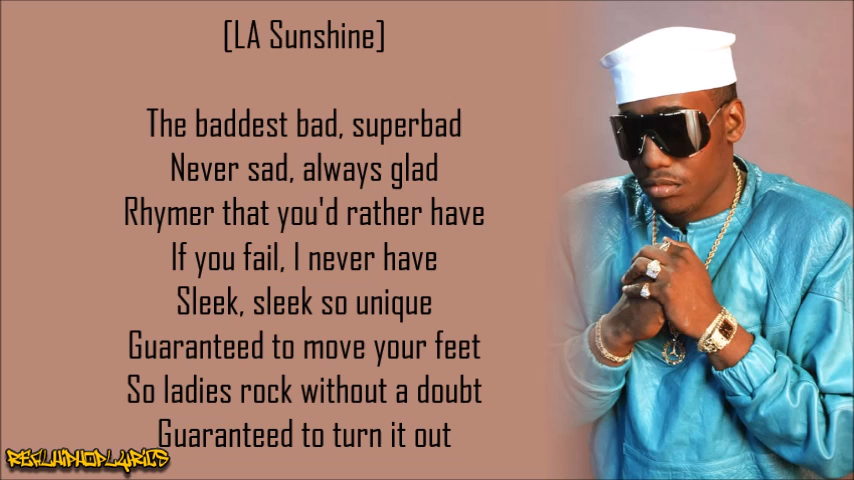 [LA Sunshine]
The baddest bad, superbad
Never sad, always glad
Rhymer that you'd rather have
If you fail, I never have
Sleek, sleek so unique
Guaranteed to move your feet
So ladies rock without a doubt
Guaranteed to turn it out
REALHIPHOPLYRICS